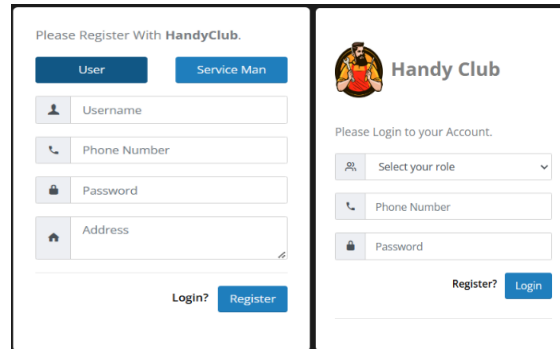 Please Register With HandyClub.
User Service Man
Username
Phone Number
Password
Address
Login? Register
Handy Club
Please Login to your Account.
Select your role
Phone Number
Password
Register? Login